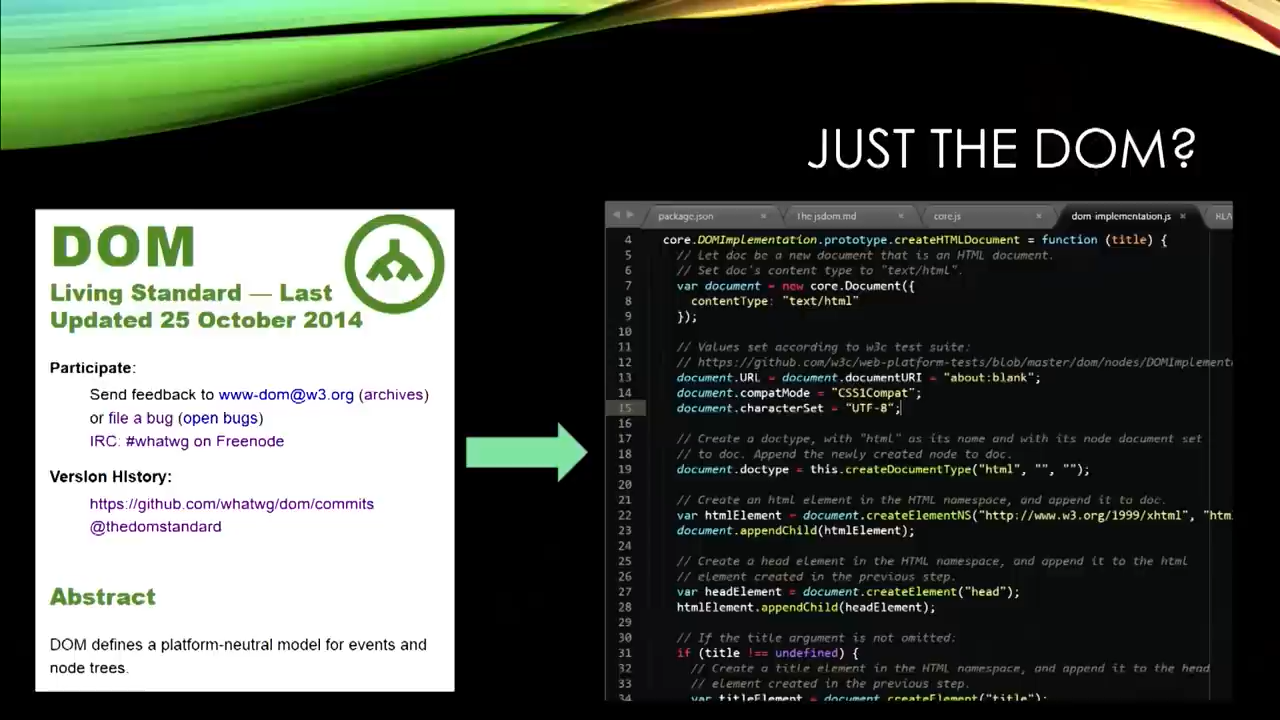 JUST THE DOM?
DOM
Living Standard — Last
Updated 25 October 2014
Participate:
Send feedback to www-dom@w3.org (archives)
or file a bug (open bugs)
IRC: #whatwg on Freenode
Version History:
https://github.com/whatwg/dom/commits
@thedomstandard
Abstract
DOM defines a platform-neutral model for events and
node trees.
package.json × The jsdom.md × core.js × dom-implementation.js ×
4 core.DOMImplementation.prototype.createHTMLDocument = function (title) {
5 // Let doc be a new document that is an HTML document.
6 // Set doc's content type to "text/html".
7 var document = new core.Document({
8 contentType: "text/html"
9 });
10
11 // Values set according to w3c test suite:
12 // https://github.com/w3c/web-platform-tests/blob/master/dom/nodes/DOMImplement
13 document.URL = document.documentURI = "about:blank";
14 document.compatMode = "CSS1Compat";
15 document.characterSet = "UTF-8";
16
17 // Create a doctype, with "html" as its name and with its node document set
18 // to doc. Append the newly created node to doc.
19 document.doctype = this.createDocumentType("html", "", "");
20
21 // Create an html element in the HTML namespace, and append it to doc.
22 var htmlElement = document.createElementNS("http://www.w3.org/1999/xhtml", "htm
23 document.appendChild(htmlElement);
24
25 // Create a head element in the HTML namespace, and append it to the html
26 // element created in the previous step.
27 var headElement = document.createElement("head");
28 htmlElement.appendChild(headElement);
29
30 // If the title argument is not omitted:
31 if (title !== undefined) {
32 // Create a title element in the HTML namespace, and append it to the head
33 // element created in the previous step.
34 var titleElement = document.createElement("title");